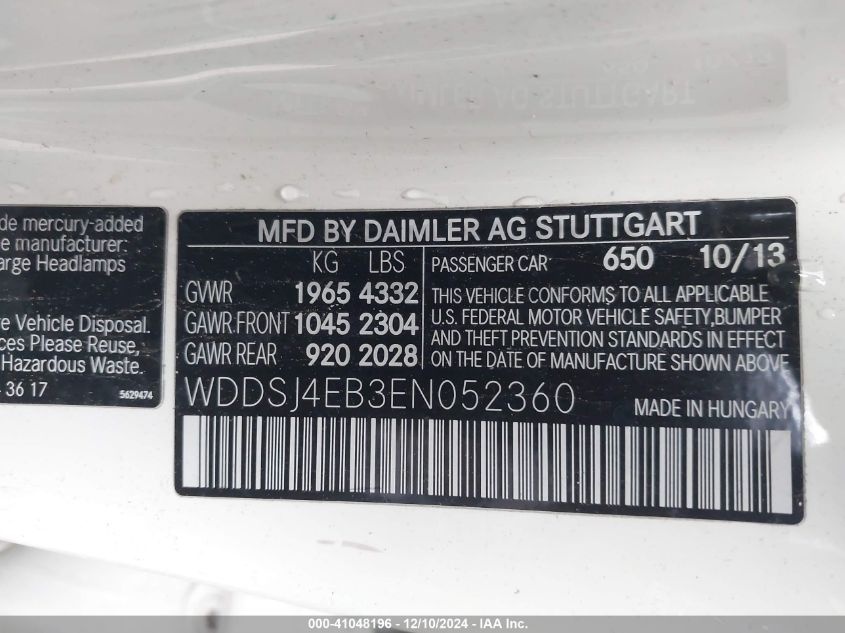 de mercury-added
e manufacturer:
arge Headlamps
e Vehicle Disposal.
ces Please Reuse,
Hazardous Waste.
3 6 17
5629474
MFD BY DAIMLER AG STUTTGART
KG LBS
GVWR 1965 4332
GAWR FRONT 1045 2304
GAWR REAR 920 2028
PASSENGER CAR 650 10/13
THIS VEHICLE CONFORMS TO ALL APPLICABLE
U.S. FEDERAL MOTOR VEHICLE SAFETY,BUMPER
AND THEFT PREVENTION STANDARDS IN EFFECT
ON THE DATE OF MANUFACTURE SHOWN ABOVE
WDDSJ4EB3EN052360
MADE IN HUNGARY
000-41048196 - 12/10/2024 - IAA Inc.